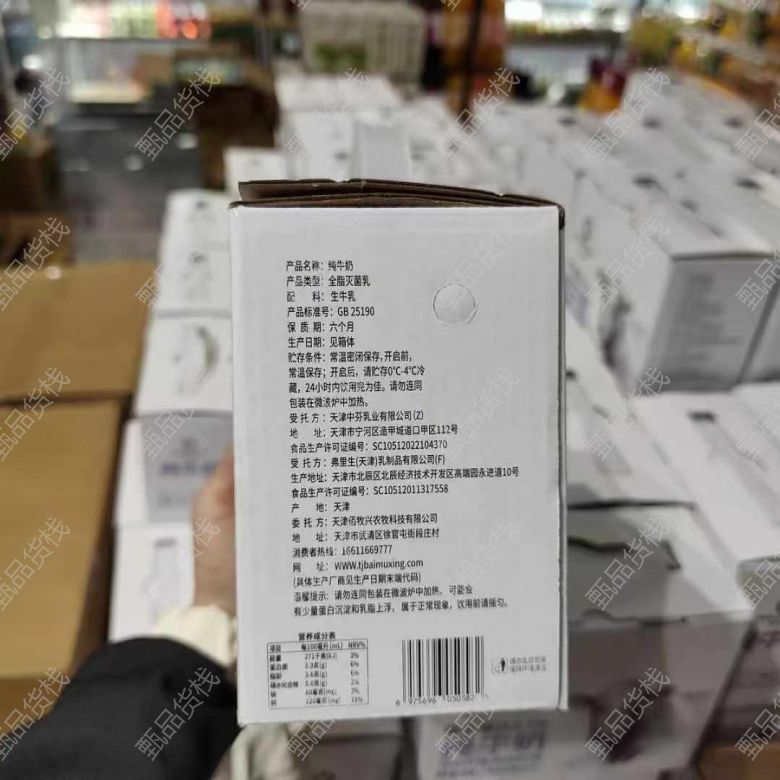 产品名称：纯牛奶
产品类型：全脂灭菌乳
配 料：生牛乳
产品标准号：GB 25190
保 质 期：六个月
生产日期：见箱体
贮存条件：常温密闭保存，开启前，
常温保存；开启后，请贮存0℃-4℃冷
藏，24小时内饮用完为佳。请勿连同
包装在微波炉中加热。
受 托 方：天津中芬乳业有限公司(Z)
地 址：天津市宁河区造甲城道口甲区112号
食品生产许可证编号：SC10512022104370
受 托 方：弗里生(天津)乳制品有限公司(F)
生产地址：天津市北辰区北辰经济技术开发区高端园永进道10号
食品生产许可证编号：SC10512011317558
产 地：天津
委 托 方：天津佰牧兴农牧科技有限公司
地 址：天津市武清区徐官屯街段庄村
消费者热线：16611669777
网 址：WWW.tjbaimuxing.com
(具体生产厂商见生产日期末端代码)
温馨提示：请勿连同包装在微波炉中加热，可能会
有少量蛋白沉淀和乳脂上浮，属于正常现象，饮用前请摇匀。
营养成分表
项目 每100毫升(mL) NRV%
能量 271千焦(kJ) 3%
蛋白质 3.3克(g) 6%
脂肪 3.6克(g) 6%
碳水化合物 5.0克(g) 2%
钠 60毫克(mg) 3%
钙 120毫克(mg) 15%
6 975696 050382
甄品货栈